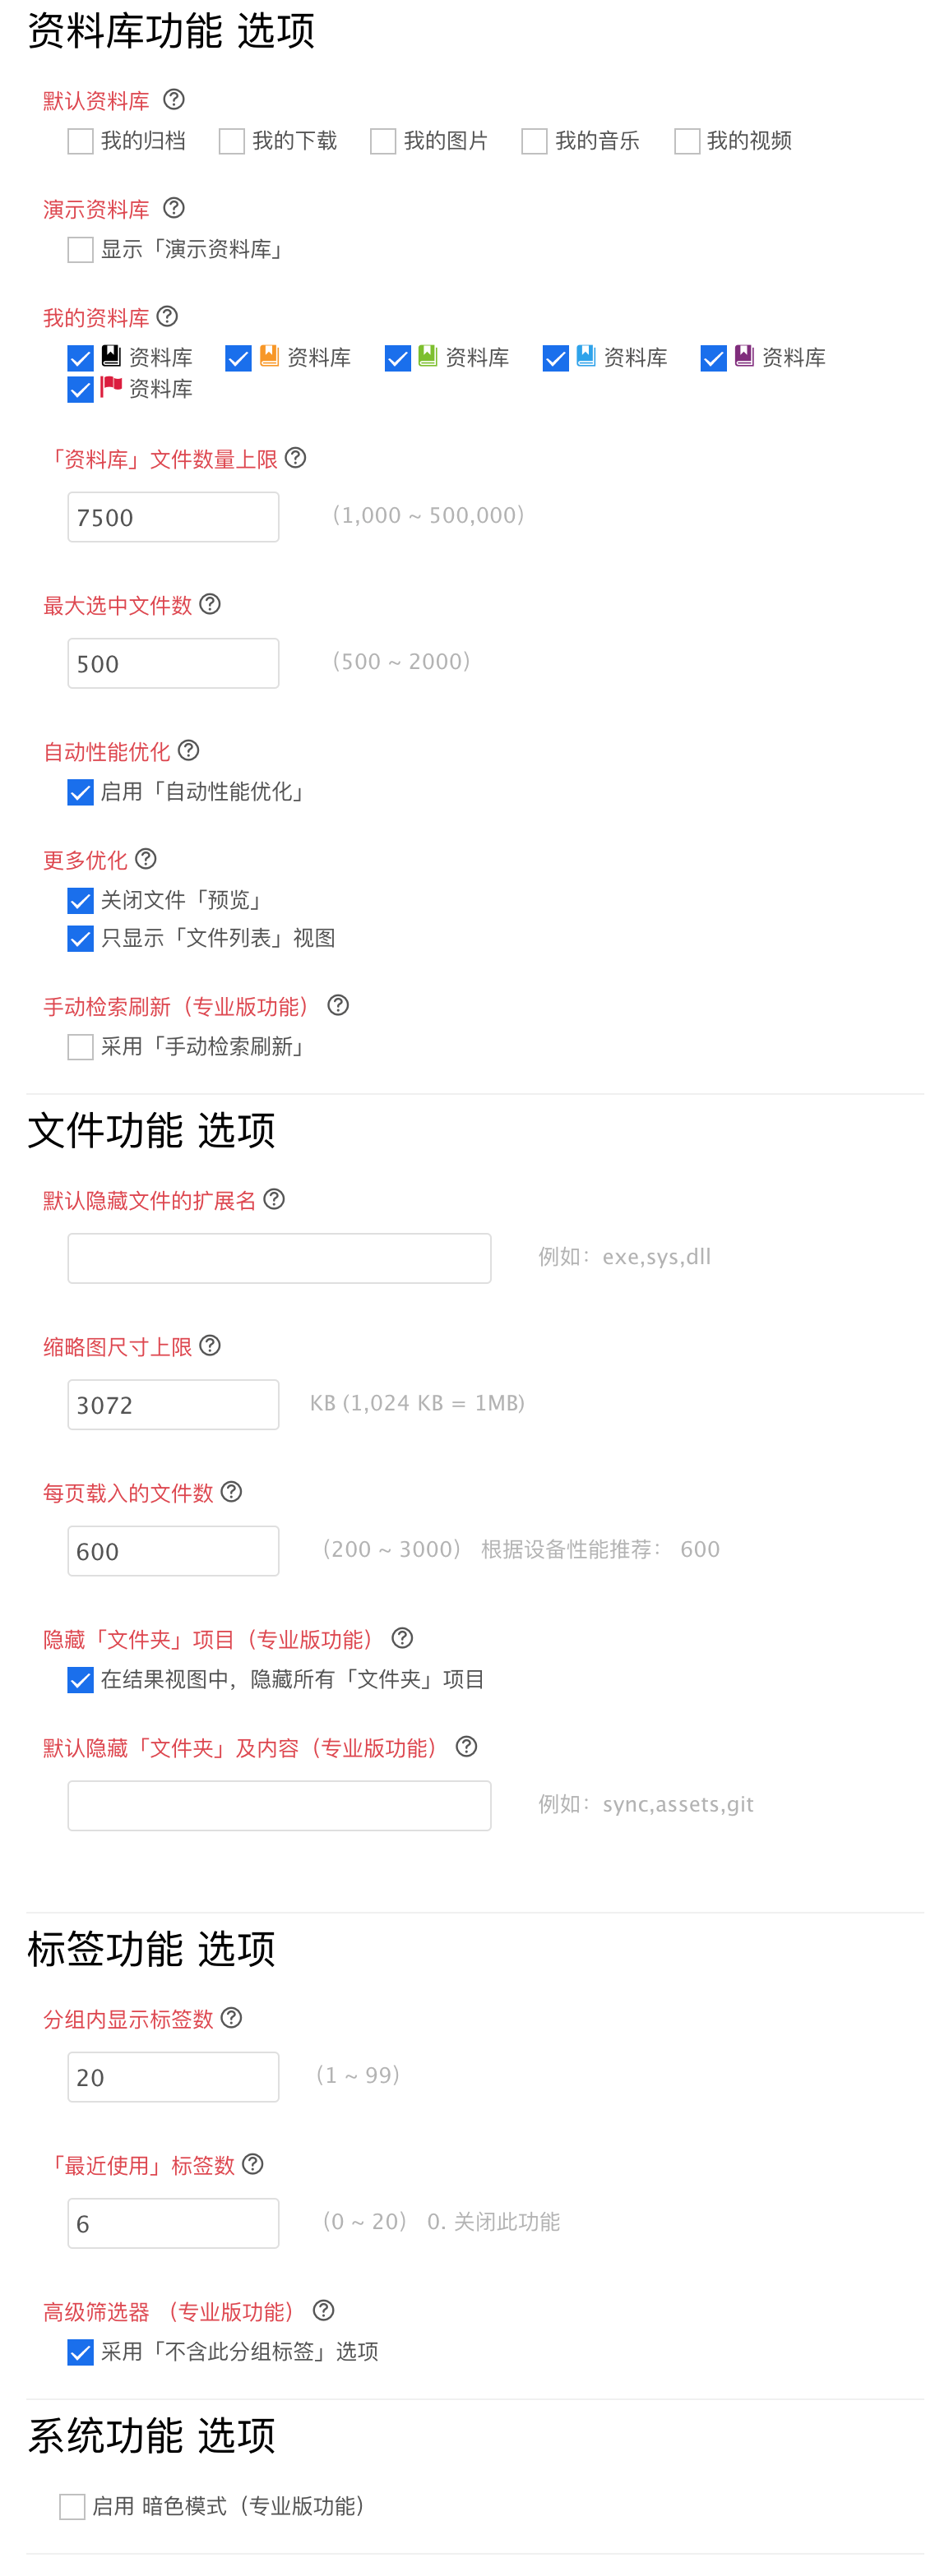 资料库功能 选项
默认资料库
我的归档 我的下载 我的图片 我的音乐 我的视频
演示资料库
显示「演示资料库」
我的资料库
资料库 资料库 资料库 资料库 资料库
资料库
「资料库」文件数量上限
7500 (1,000 ~ 500,000)
最大选中文件数
500 (500 ~ 2000)
自动性能优化
启用「自动性能优化」
更多优化
关闭文件「预览」
只显示「文件列表」视图
手动检索刷新（专业版功能）
采用「手动检索刷新」
文件功能 选项
默认隐藏文件的扩展名
例如：exe,sys,dll
缩略图尺寸上限
3072 KB (1,024 KB = 1MB)
每页载入的文件数
600 (200 ~ 3000) 根据设备性能推荐： 600
隐藏「文件夹」项目（专业版功能）
在结果视图中，隐藏所有「文件夹」项目
默认隐藏「文件夹」及内容（专业版功能）
例如：sync,assets,git
标签功能 选项
分组内显示标签数
20 (1 ~ 99)
「最近使用」标签数
6 (0 ~ 20) 0. 关闭此功能
高级筛选器 （专业版功能）
采用「不含此分组标签」选项
系统功能 选项
启用 暗色模式（专业版功能）